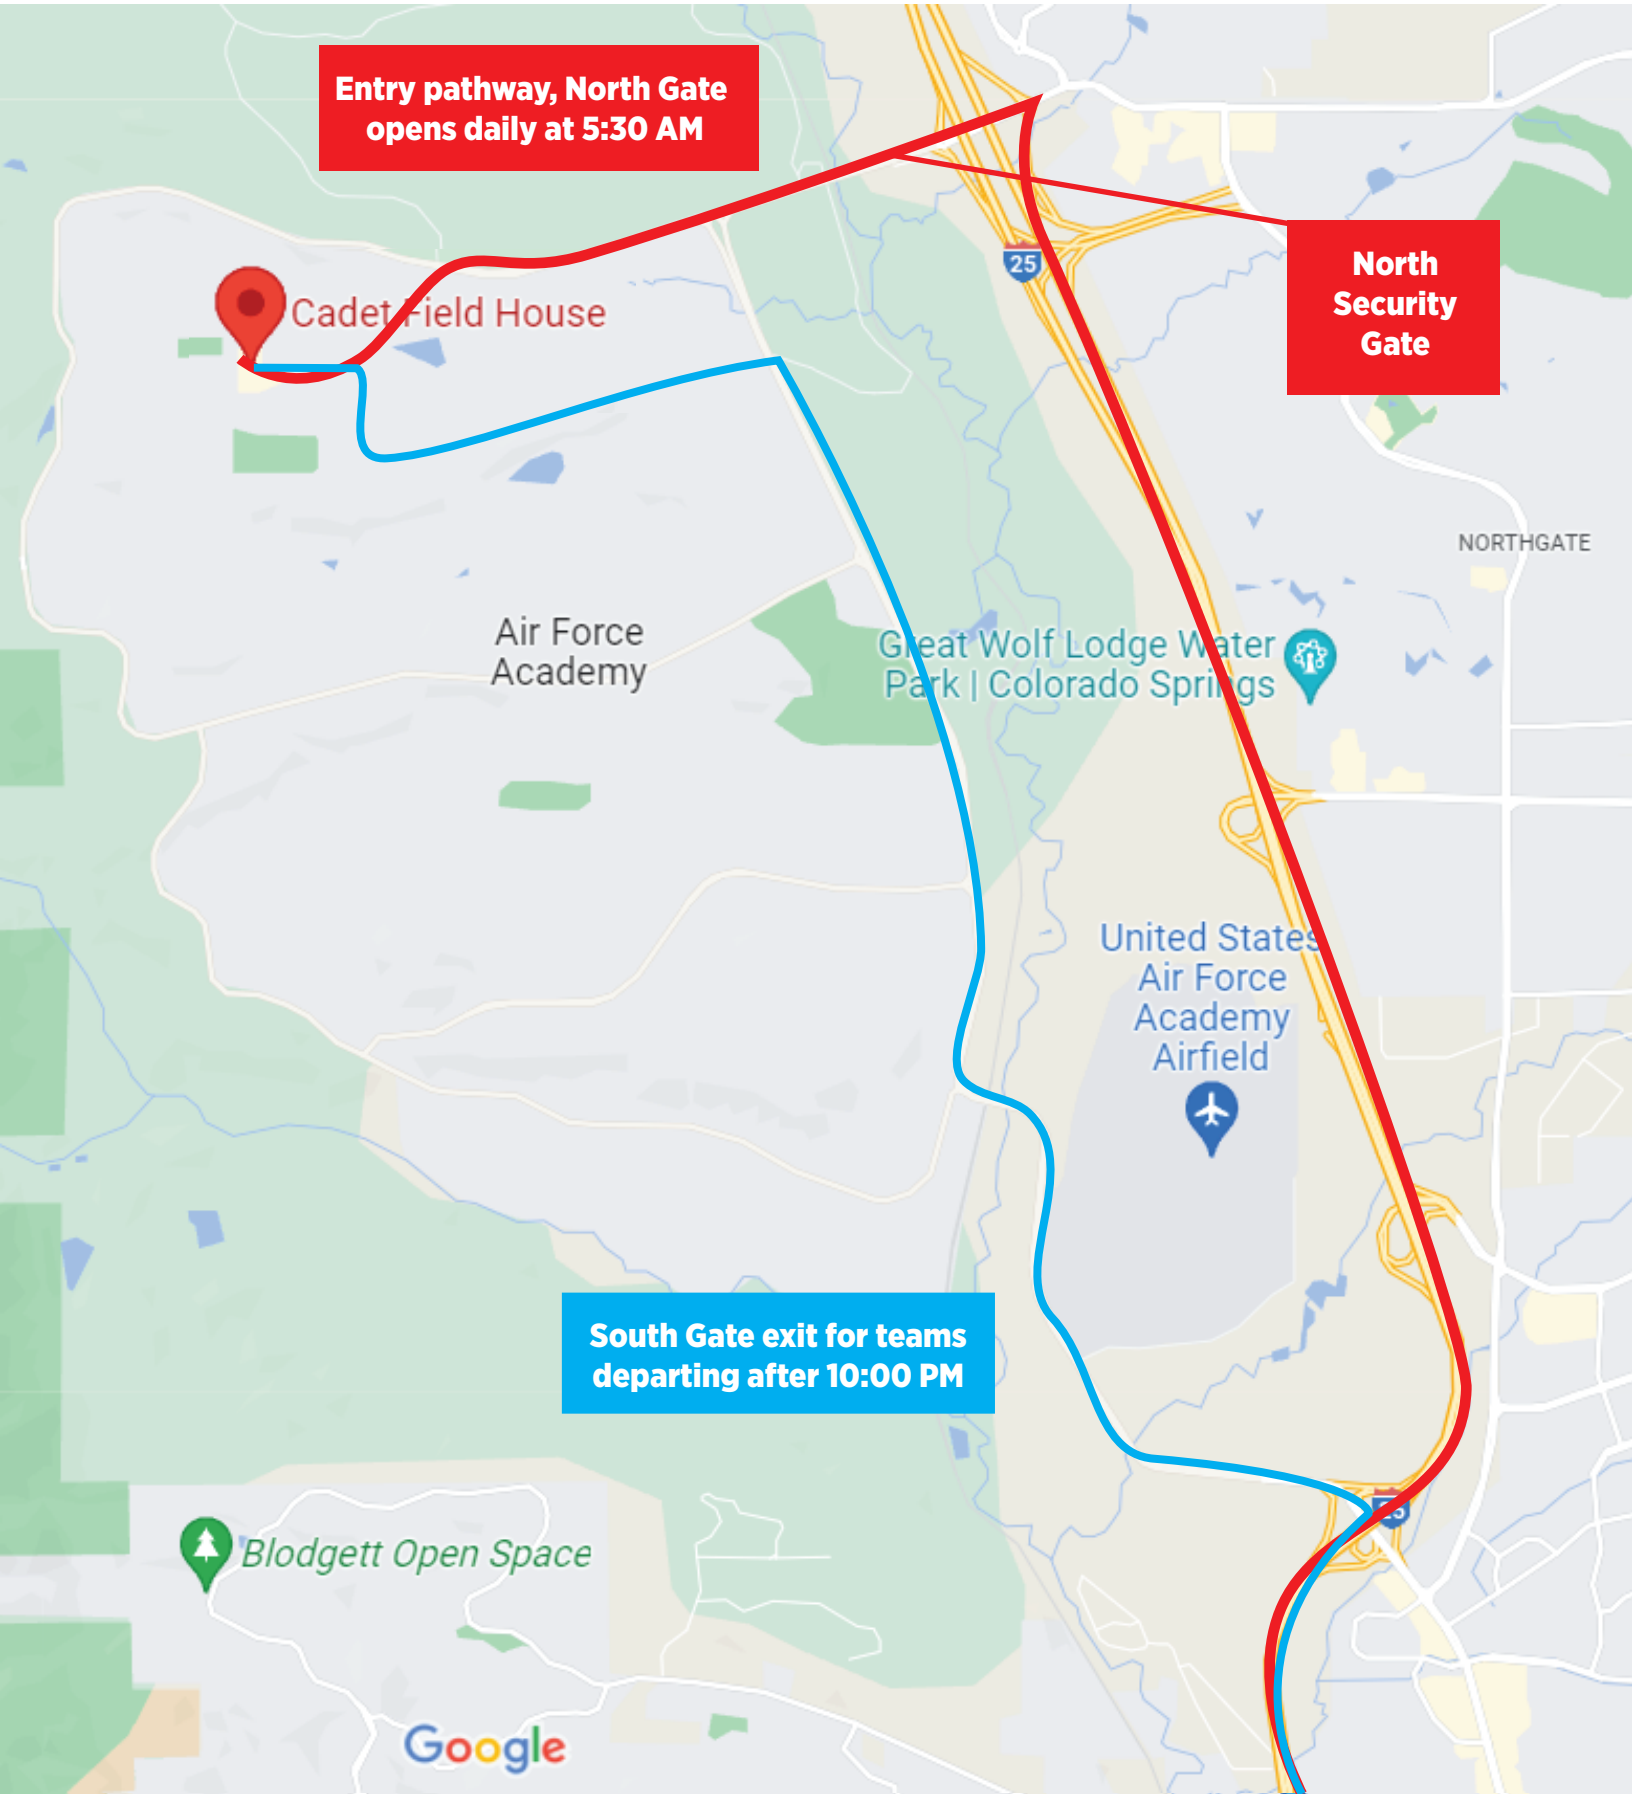 Entry pathway, North Gate
opens daily at 5:30 AM
25
North
Security
Gate
Cadet Field House
NORTHGATE
Air Force
Academy
Great Wolf Lodge Water
Park | Colorado Springs
United States
Air Force
Academy
Airfield
South Gate exit for teams
departing after 10:00 PM
25
Blodgett Open Space
Google